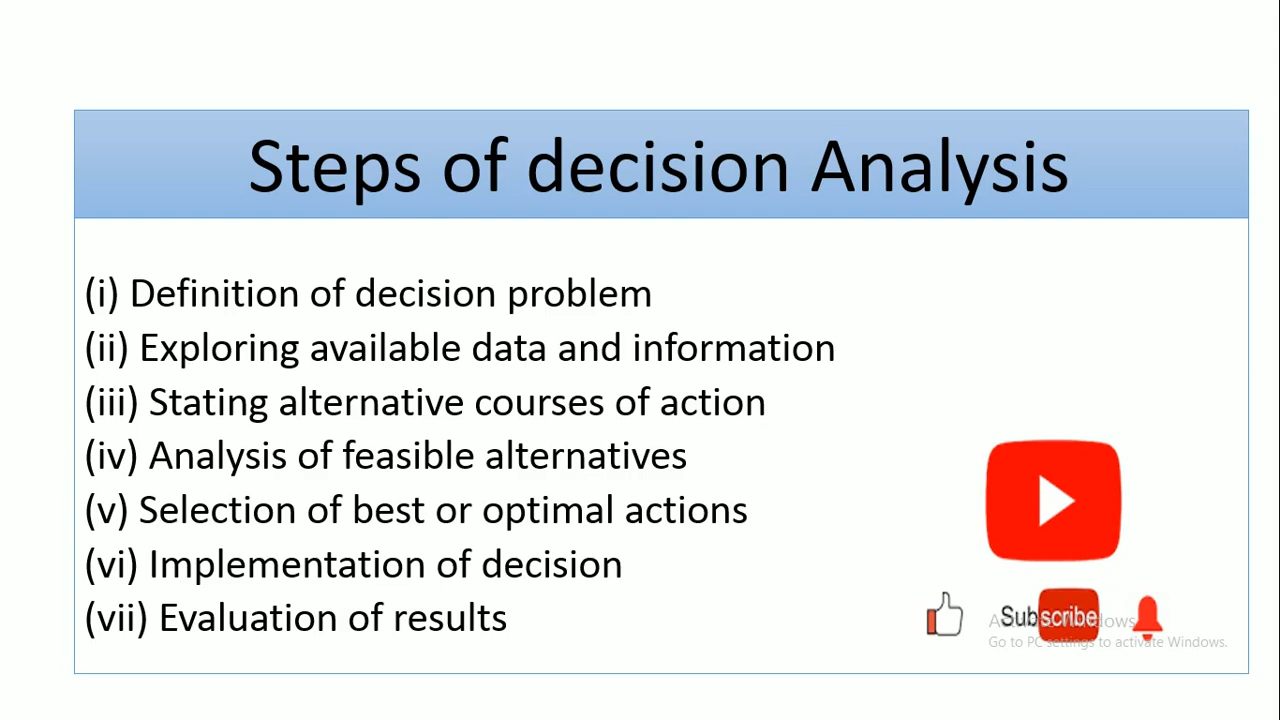 Steps of decision Analysis
(i) Definition of decision problem
(ii) Exploring available data and information
(iii) Stating alternative courses of action
(iv) Analysis of feasible alternatives
(v) Selection of best or optimal actions
(vi) Implementation of decision
(vii) Evaluation of results
Subscribe
Activate Windows
Go to PC settings to activate Windows.